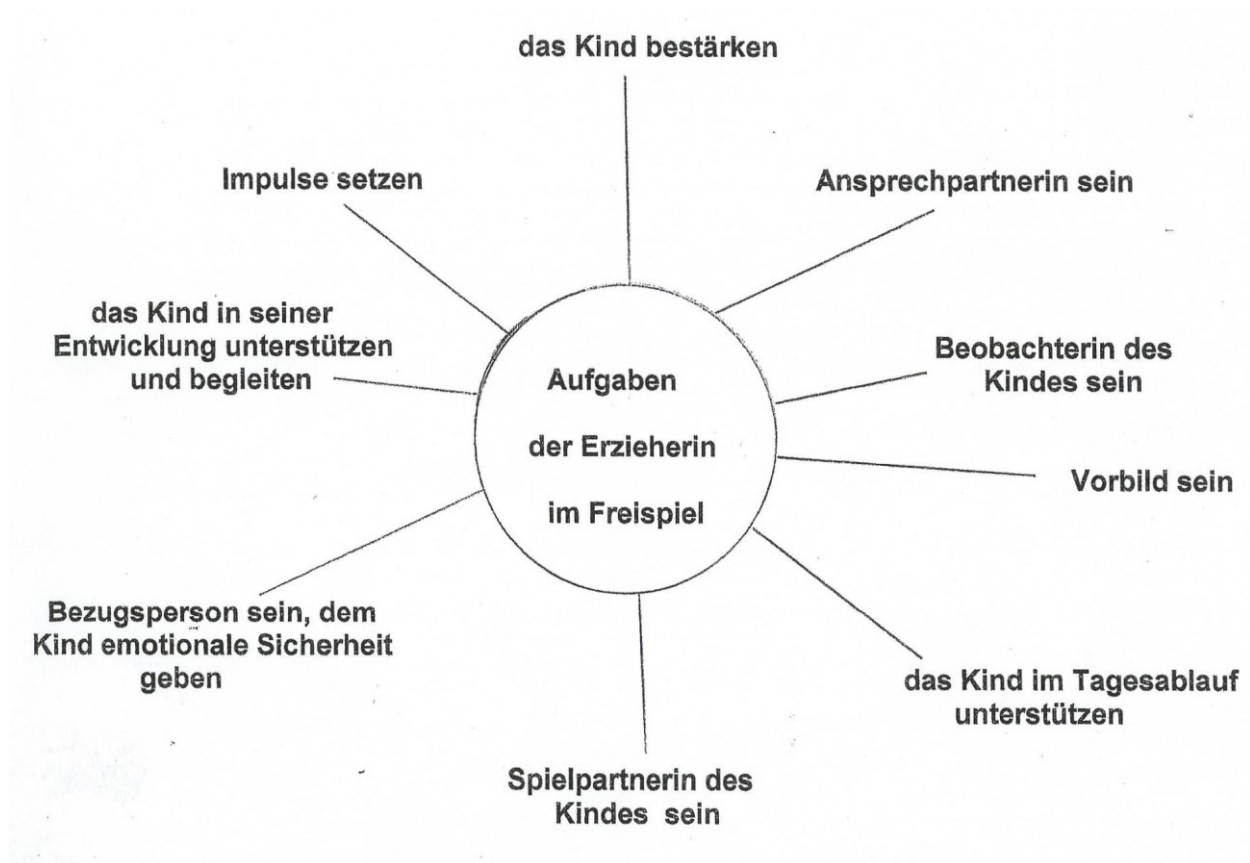 das Kind bestärken
Impulse setzen
Ansprechpartnerin sein
das Kind in seiner
Entwicklung unterstützen
und begleiten
Beobachterin des
Kindes sein
Aufgaben
der Erzieherin
im Freispiel
Vorbild sein
Bezugsperson sein, dem
Kind emotionale Sicherheit
geben
das Kind im Tagesablauf
unterstützen
Spielpartnerin des
Kindes sein